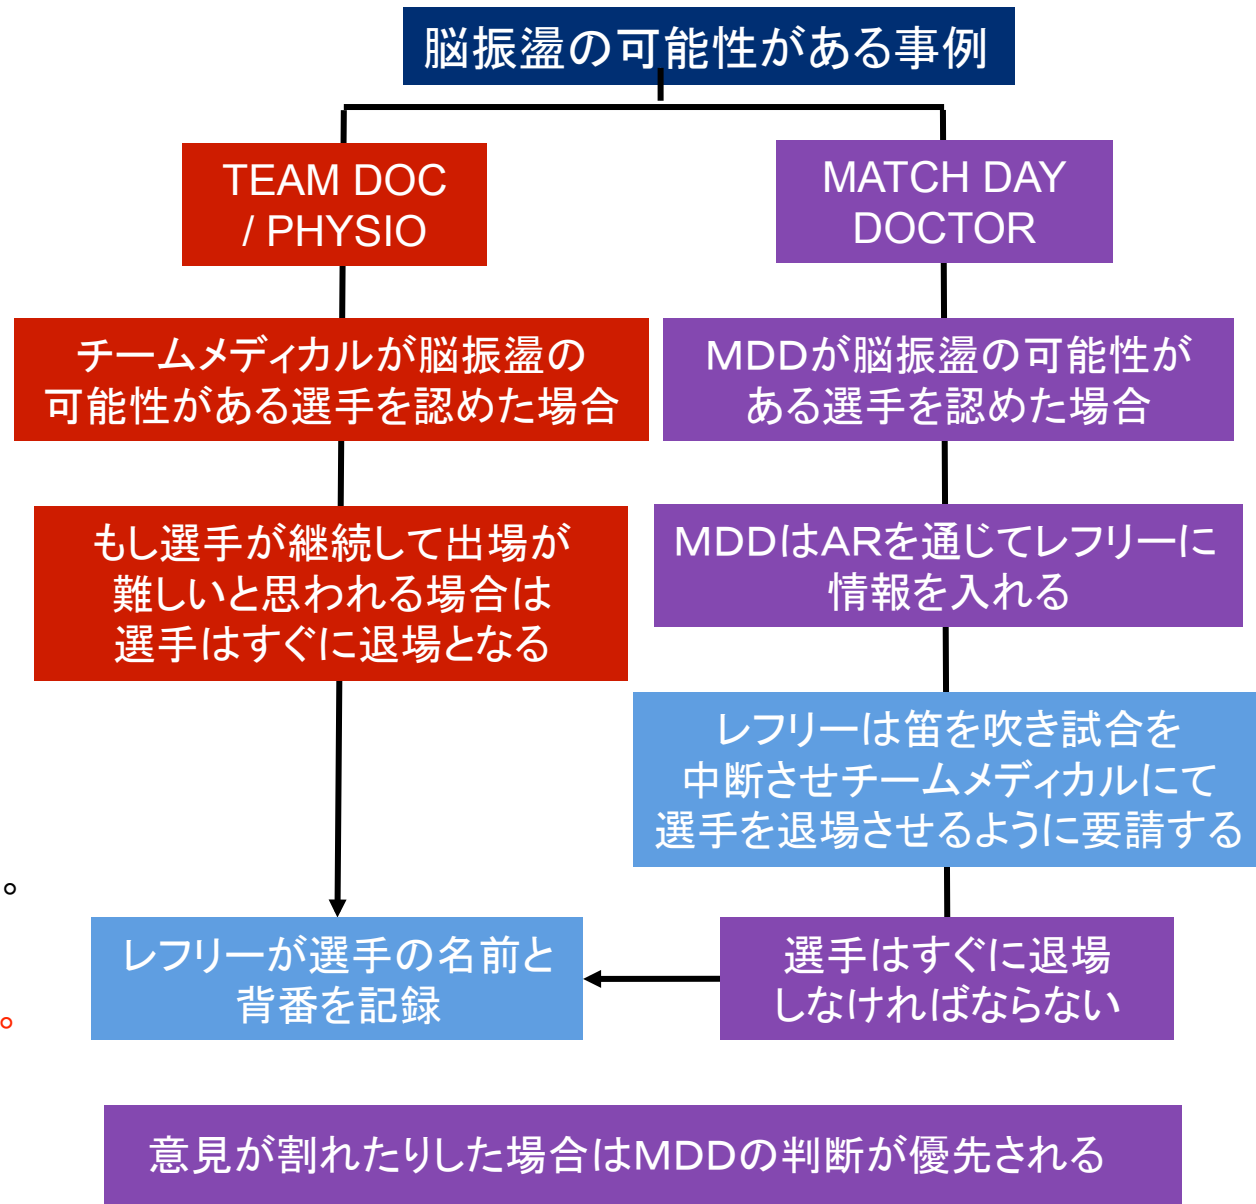 脳振盪の可能性がある事例
TEAM DOC
/ PHYSIO
MATCH DAY
DOCTOR
チームメディカルが脳振盪の
可能性がある選手を認めた場合
MDDが脳振盪の可能性が
ある選手を認めた場合
もし選手が継続して出場が
難しいと思われる場合は
選手はすぐに退場となる
MDDはARを通じてレフリーに
情報を入れる
レフリーは笛を吹き試合を
中断させチームメディカルにて
選手を退場させるように要請する
。
レフリーが選手の名前と
背番を記録
選手はすぐに退場
しなければならない
。
意見が割れたりした場合はMDDの判断が優先される